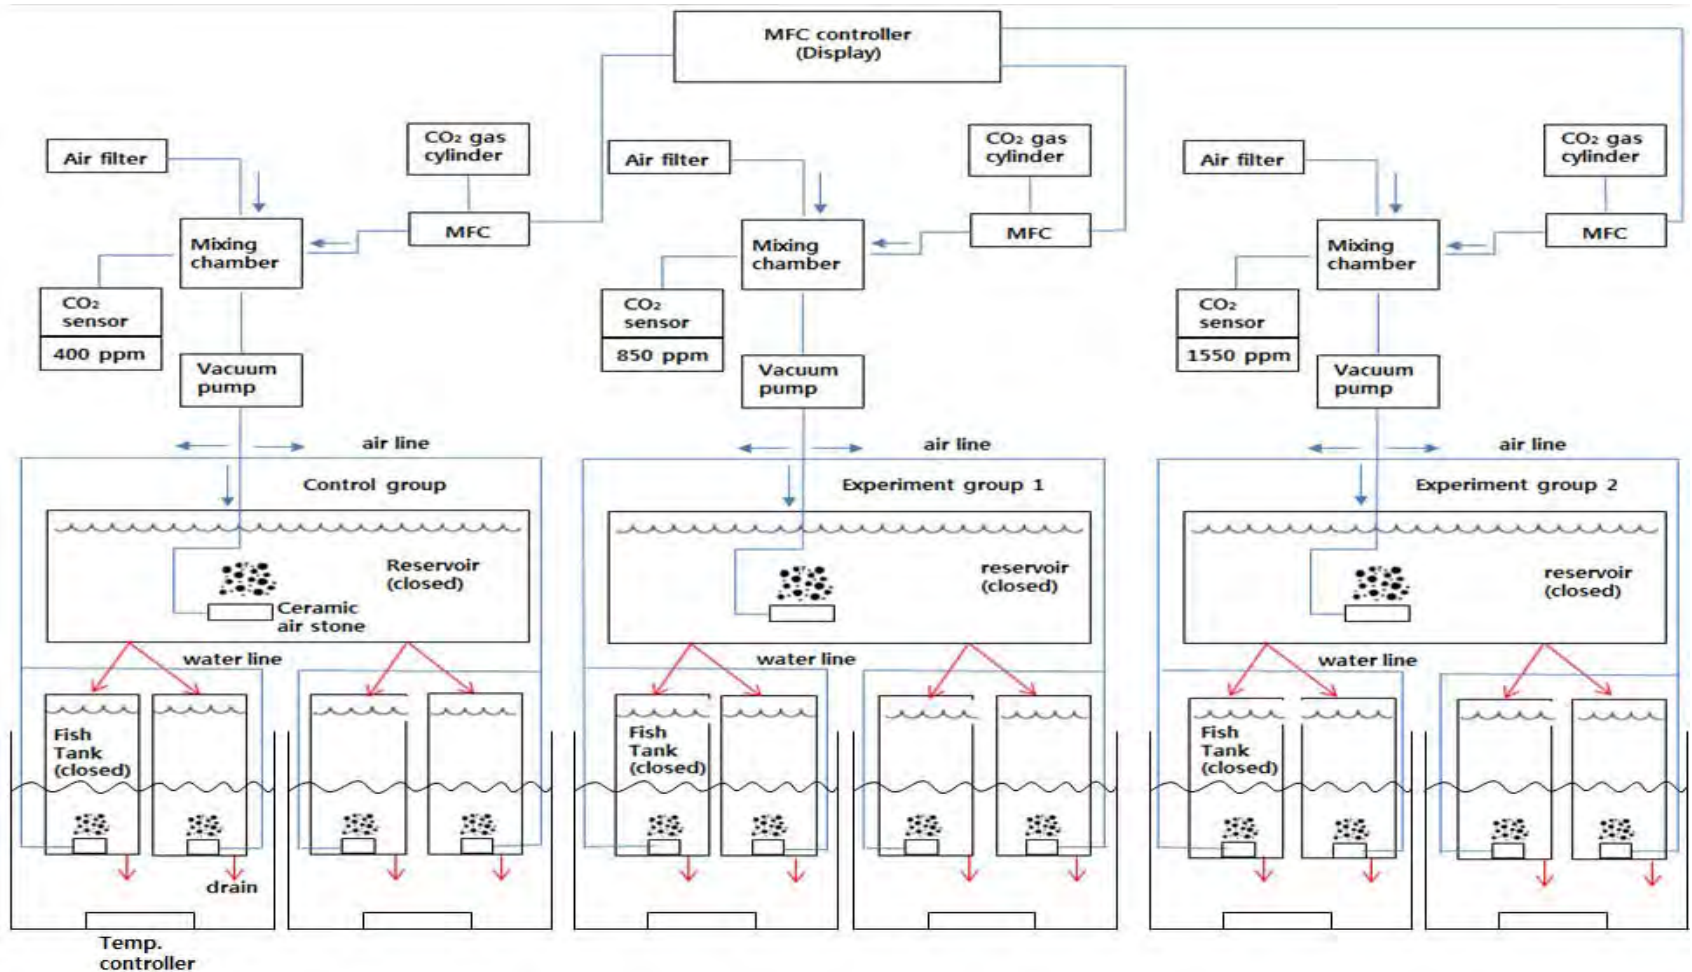 MFC controller
(Display)
CO₂ gas
cylinder
CO₂ gas
cylinder
CO₂ gas
cylinder
Air filter
Air filter
Air filter
MFC
MFC
MFC
Mixing
chamber
Mixing
chamber
Mixing
chamber
CO₂
sensor
400 ppm
CO₂
sensor
850 ppm
CO₂
sensor
1550 ppm
Vacuum
pump
Vacuum
pump
Vacuum
pump
air line
air line
air line
Control group
Experiment group 1
Experiment group 2
Reservoir
(closed)
reservoir
(closed)
reservoir
(closed)
Ceramic
air stone
water line
water line
water line
Fish
Tank
(closed)
Fish
Tank
(closed)
Fish
Tank
(closed)
drain
Temp.
controller